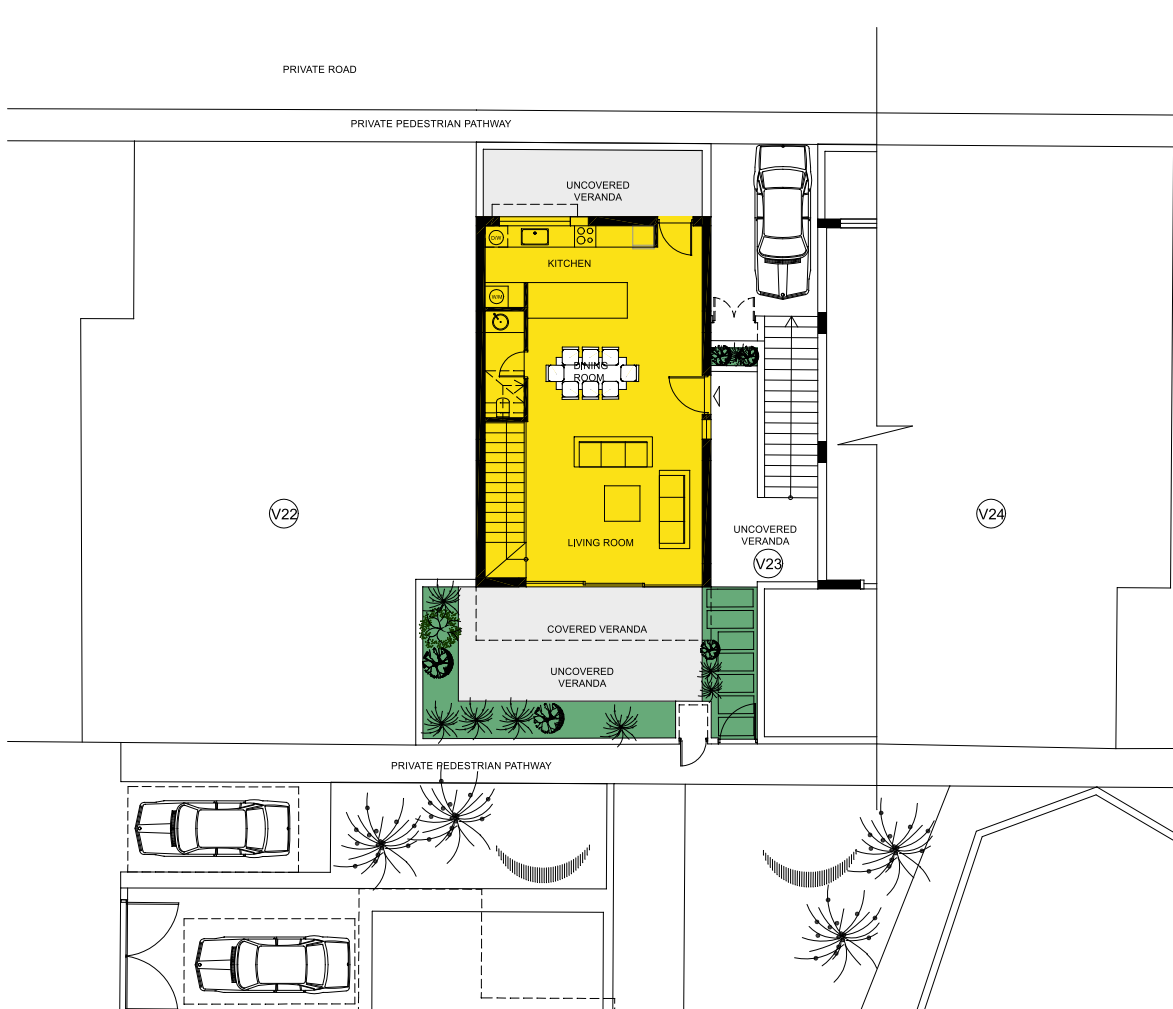 PRIVATE ROAD
PRIVATE PEDESTRIAN PATHWAY
UNCOVERED
VERANDA
D/W
KITCHEN
W/M
DINING
ROOM
LIVING ROOM
V22
UNCOVERED
VERANDA
V23
V24
COVERED VERANDA
UNCOVERED
VERANDA
PRIVATE PEDESTRIAN PATHWAY